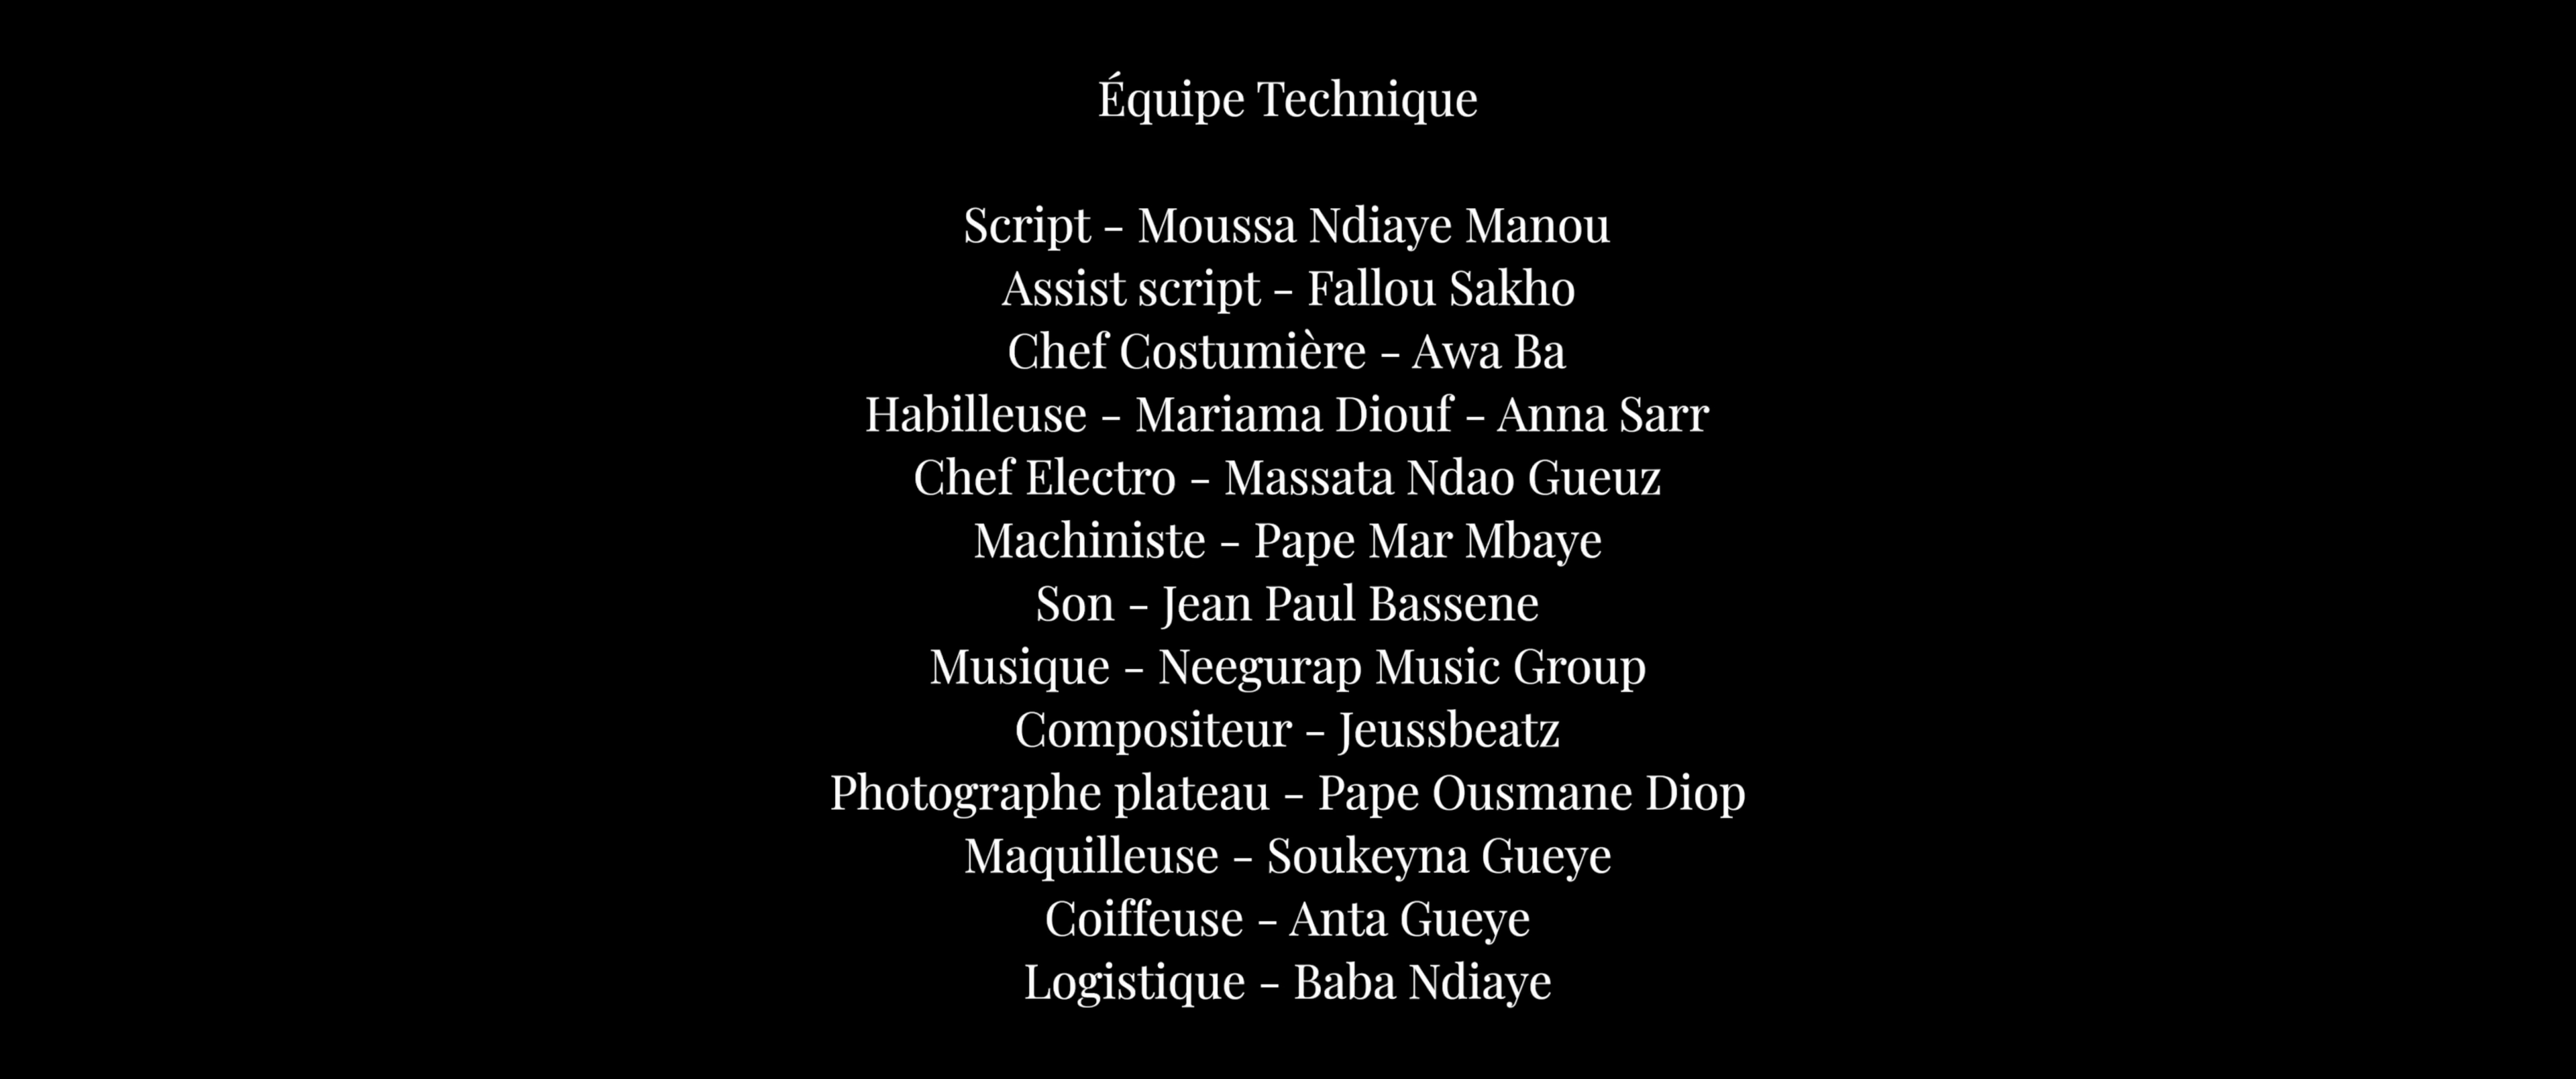 Équipe Technique
Script - Moussa Ndiaye Manou
Assist script - Fallou Sakho
Chef Costumière - Awa Ba
Habilleuse - Mariama Diouf - Anna Sarr
Chef Electro - Massata Ndao Gueuz
Machiniste - Pape Mar Mbaye
Son - Jean Paul Bassene
Musique - Neegurap Music Group
Compositeur - Jeussbeatz
Photographe plateau - Pape Ousmane Diop
Maquilleuse - Soukeyna Gueye
Coiffeuse - Anta Gueye
Logistique - Baba Ndiaye